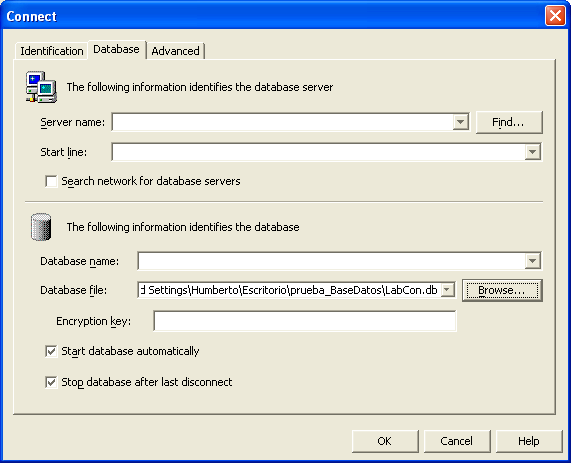 Connect
Identification Database Advanced
The following information identifies the database server
Server name: Find...
Start line:
Search network for database servers
The following information identifies the database
Database name:
Database file: Settings\Humberto\Escritorio\prueba_BaseDatos\LabCon.db Browse...
Encryption key:
Start database automatically
Stop database after last disconnect
OK Cancel Help